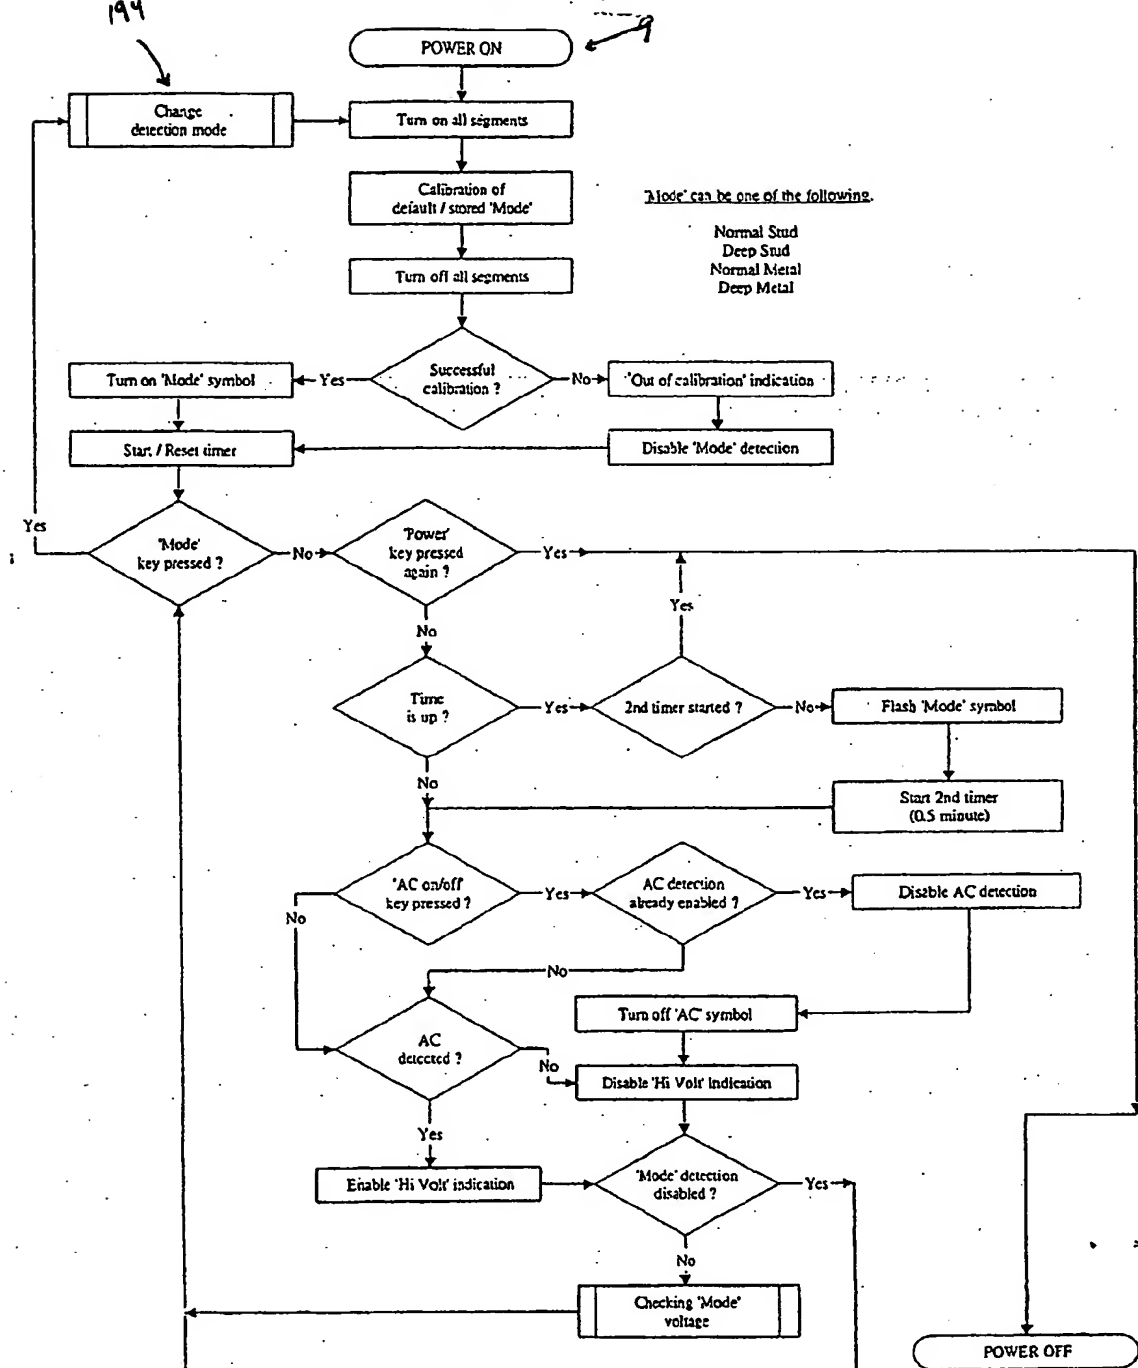 194
9
POWER ON
Change
detection mode
Turn on all segments
Calibration of
default / stored 'Mode'
'Mode' can be one of the following.
Normal Stud
Deep Stud
Normal Metal
Deep Metal
Turn off all segments
Successful
calibration ?
Yes
No
Turn on 'Mode' symbol
'Out of calibration' indication
Start / Reset timer
Disable 'Mode' detection
Yes
'Mode'
key pressed ?
No
'Power'
key pressed
again ?
Yes
Yes
No
Time
is up ?
Yes
2nd timer started ?
No
Flash 'Mode' symbol
No
Start 2nd timer
(0.5 minute)
'AC on/off'
key pressed ?
Yes
AC detection
already enabled ?
Yes
Disable AC detection
No
No
Turn off 'AC' symbol
AC
detected ?
No
Disable 'Hi Volt' indication
Yes
Enable 'Hi Volt' indication
'Mode' detection
disabled ?
Yes
No
Checking 'Mode'
voltage
POWER OFF